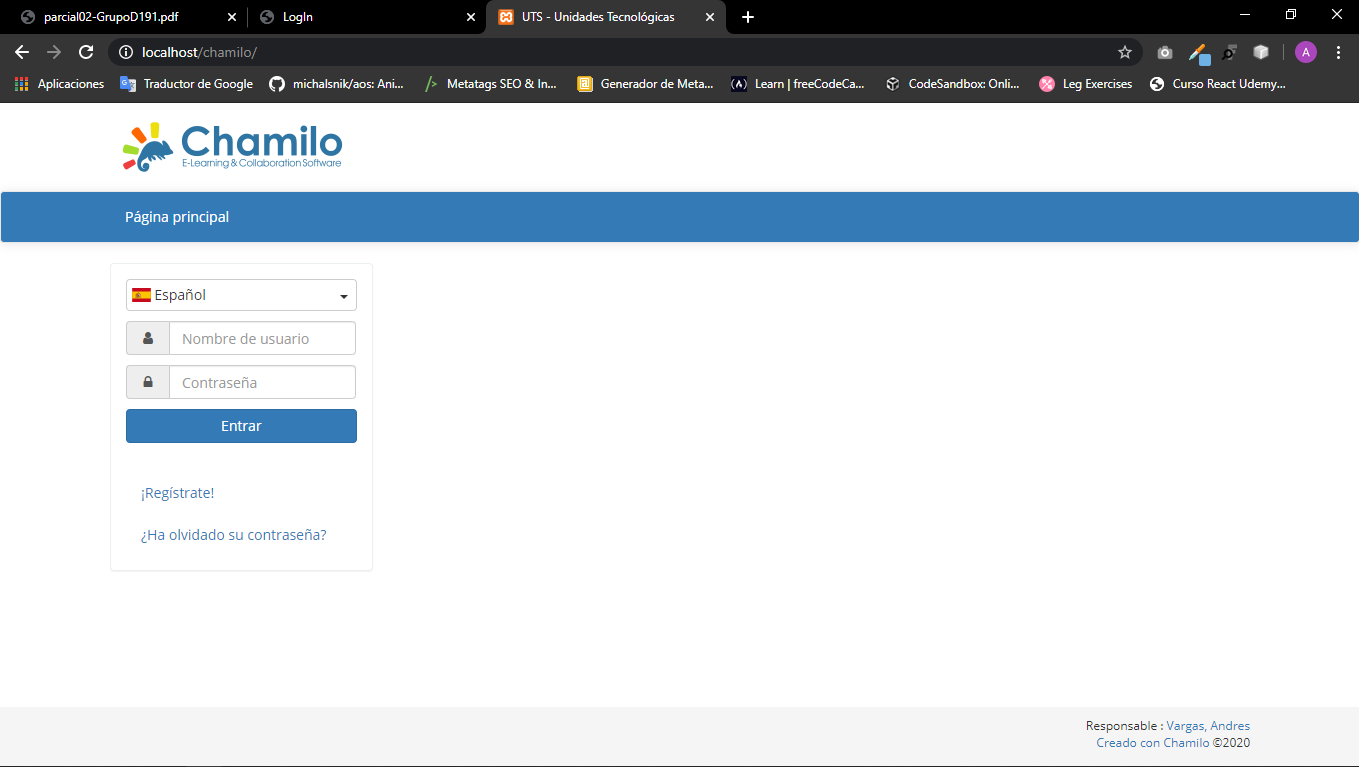 parcial02-GrupoD191.pdf
LogIn
UTS - Unidades Tecnológicas
localhost/chamilo/
A
Aplicaciones
Traductor de Google
michalsnik/aos: Ani...
Metatags SEO & In...
Generador de Meta...
Learn | freeCodeCa...
CodeSandbox: Onli...
Leg Exercises
Curso React Udemy...
Chamilo
E-Learning & Collaboration Software
Página principal
Español
Nombre de usuario
Contraseña
Entrar
¡Regístrate!
¿Ha olvidado su contraseña?
Responsable : Vargas, Andres
Creado con Chamilo ©2020